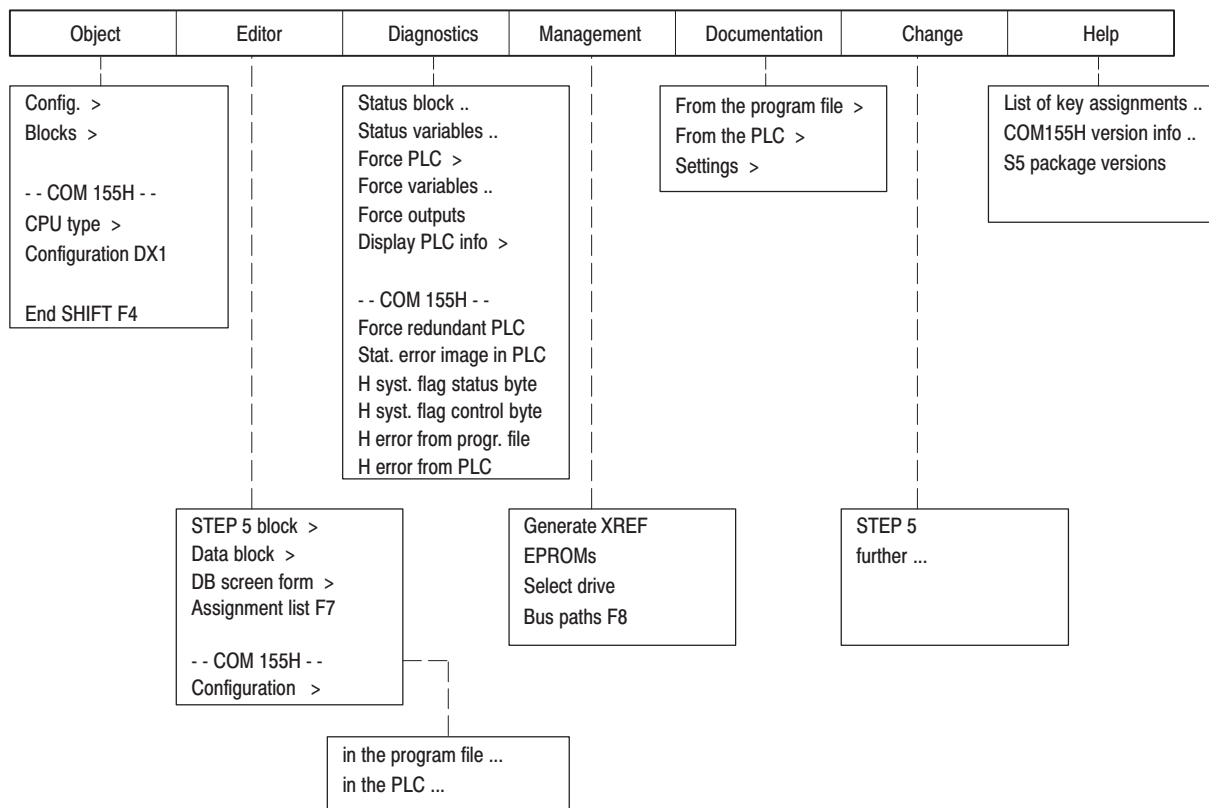 Object
Editor
Diagnostics
Management
Documentation
Change
Help
Config. >
Blocks >
- - COM 155H - -
CPU type >
Configuration DX1
End SHIFT F4
Status block ..
Status variables ..
Force PLC >
Force variables ..
Force outputs
Display PLC info >
- - COM 155H - -
Force redundant PLC
Stat. error image in PLC
H syst. flag status byte
H syst. flag control byte
H error from progr. file
H error from PLC
From the program file >
From the PLC >
Settings >
List of key assignments ..
COM155H version info ..
S5 package versions
STEP 5 block >
Data block >
DB screen form >
Assignment list F7
- - COM 155H - -
Configuration >
Generate XREF
EPROMs
Select drive
Bus paths F8
STEP 5
further ...
in the program file ...
in the PLC ...